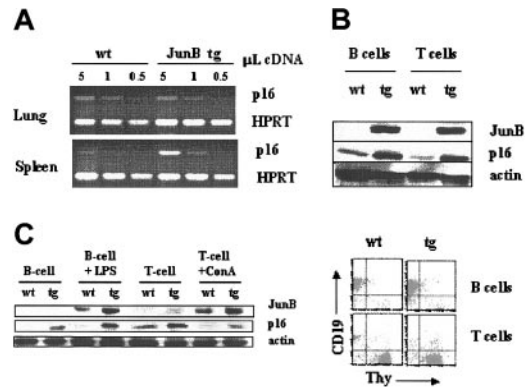 A
wt JunB tg
5 1 0.5 5 1 0.5 µL cDNA
p16
Lung
HPRT
p16
Spleen
HPRT
B
B cells T cells
wt tg wt tg
JunB
p16
actin
C
B-cell B-cell + LPS T-cell T-cell +ConA
wt tg wt tg wt tg wt tg
JunB
p16
actin
wt tg
CD19
B cells
T cells
Thy